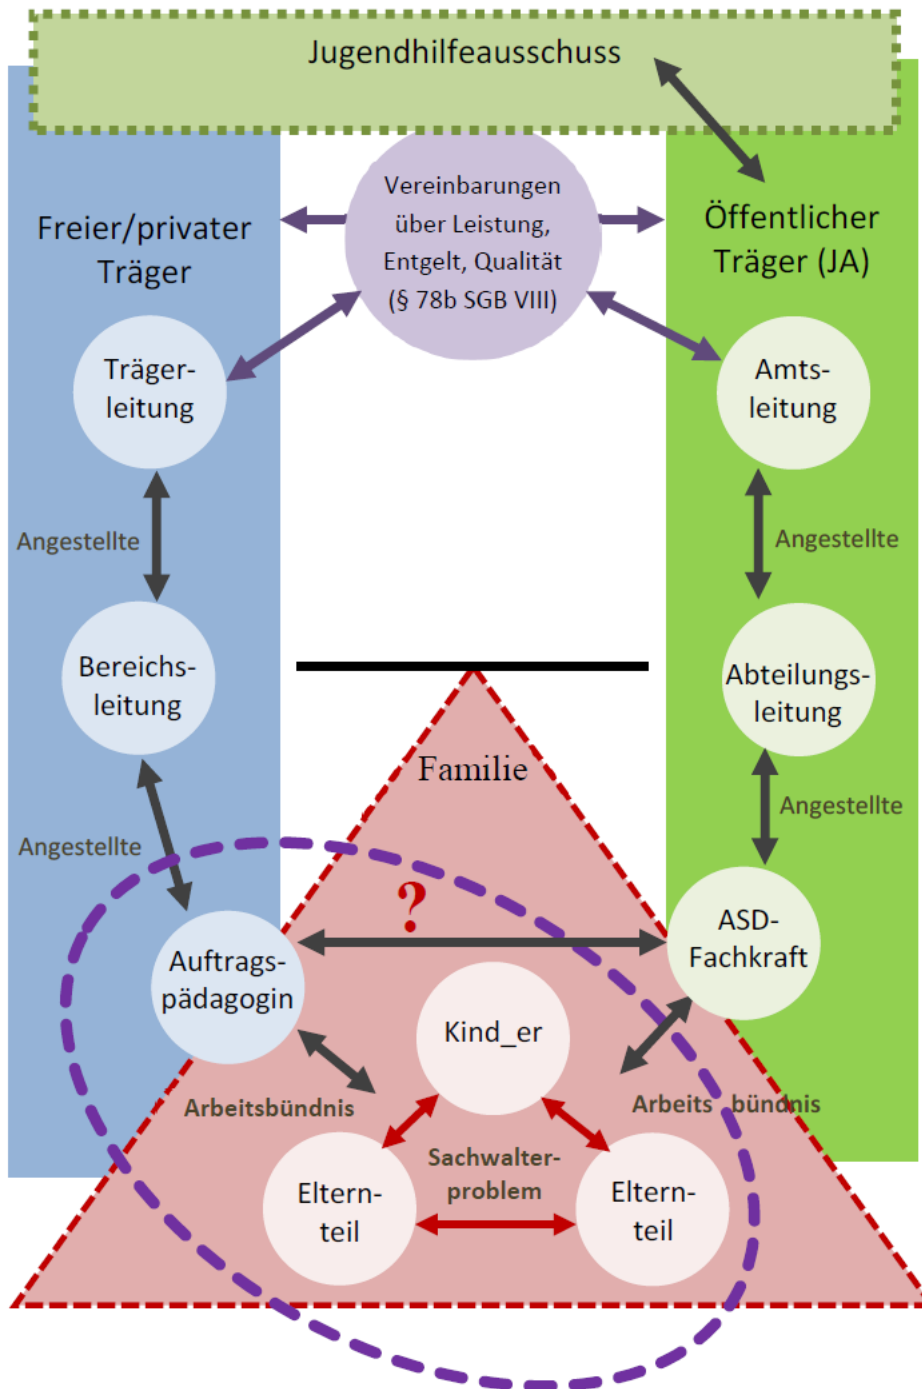 Jugendhilfeausschuss
Freier/privater
Träger
Vereinbarungen
über Leistung,
Entgelt, Qualität
(§ 78b SGB VIII)
Öffentlicher
Träger (JA)
Träger-
leitung
Amts-
leitung
Angestellte
Angestellte
Bereichs-
leitung
Abteilungs-
leitung
Familie
Angestellte
Angestellte
?
Auftrags-
pädagogin
ASD-
Fachkraft
Kind_er
Arbeitsbündnis
Arbeits bündnis
Sachwalter-
problem
Eltern-
teil
Eltern-
teil